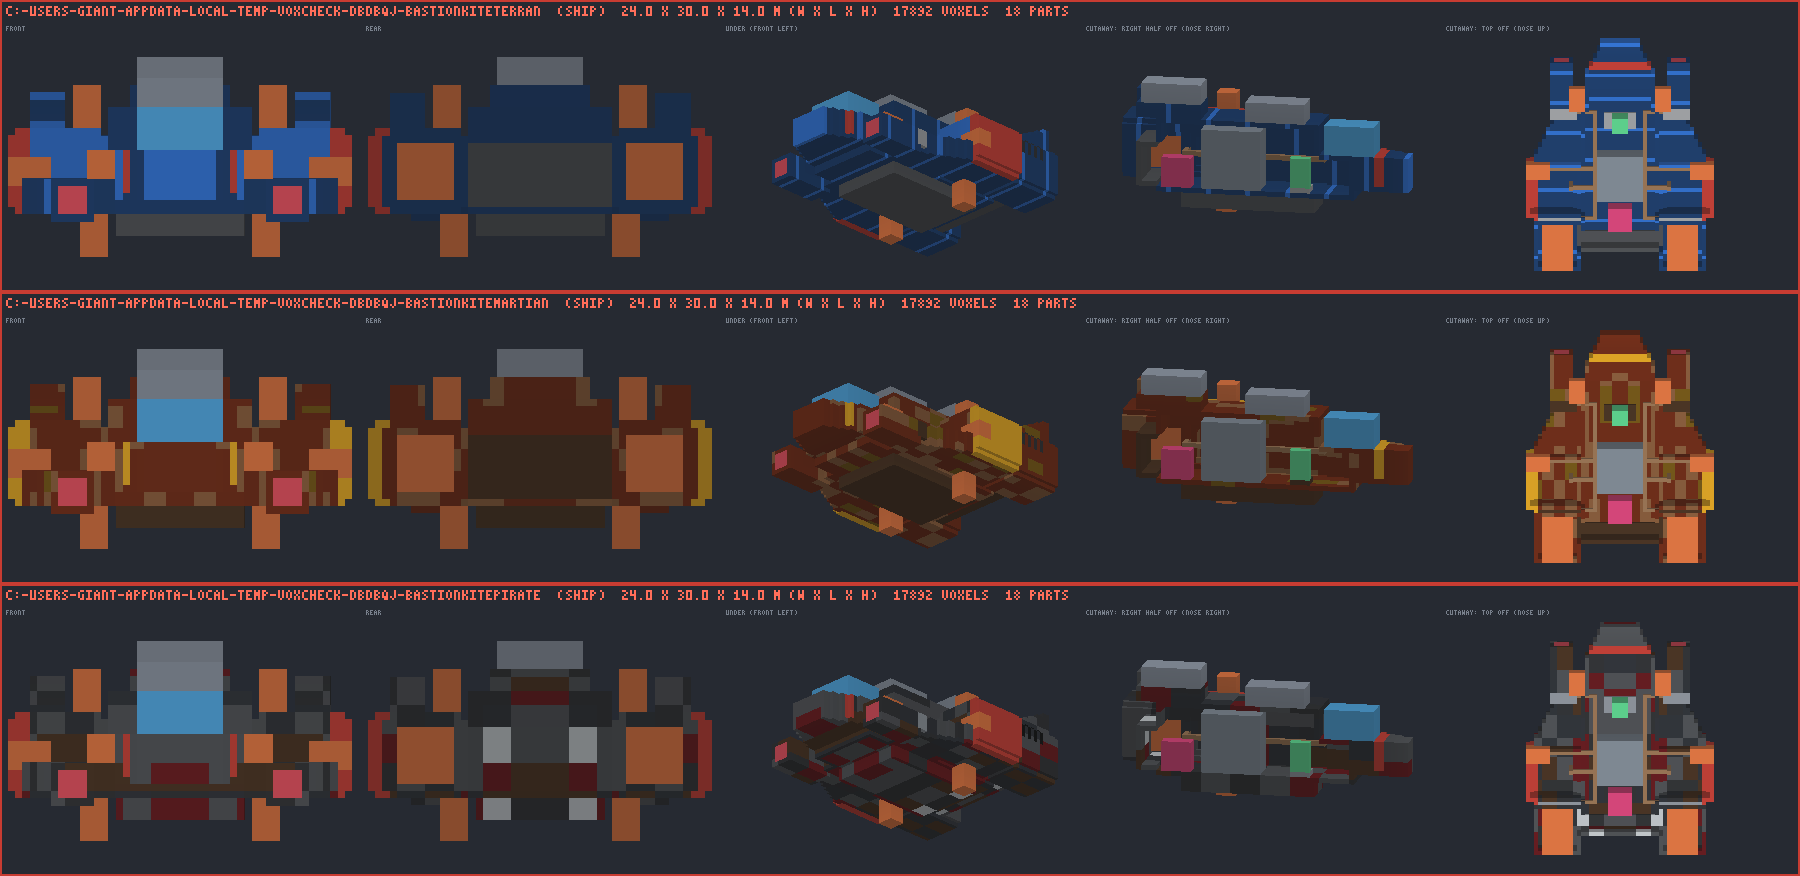 C:-USERS-GIANT-APPDATA-LOCAL-TEMP-VOXCHECK-DBDBQJ-BASTIONKITETERRAN (SHIP) 24.0 X 30.0 X 14.0 M (W X L X H) 17892 VOXELS 18 PARTS
FRONT REAR UNDER (FRONT LEFT) CUTAWAY: RIGHT HALF OFF (NOSE RIGHT) CUTAWAY: TOP OFF (NOSE UP)
C:-USERS-GIANT-APPDATA-LOCAL-TEMP-VOXCHECK-DBDBQJ-BASTIONKITEMARTIAN (SHIP) 24.0 X 30.0 X 14.0 M (W X L X H) 17892 VOXELS 18 PARTS
FRONT REAR UNDER (FRONT LEFT) CUTAWAY: RIGHT HALF OFF (NOSE RIGHT) CUTAWAY: TOP OFF (NOSE UP)
C:-USERS-GIANT-APPDATA-LOCAL-TEMP-VOXCHECK-DBDBQJ-BASTIONKITEPIRATE (SHIP) 24.0 X 30.0 X 14.0 M (W X L X H) 17892 VOXELS 18 PARTS
FRONT REAR UNDER (FRONT LEFT) CUTAWAY: RIGHT HALF OFF (NOSE RIGHT) CUTAWAY: TOP OFF (NOSE UP)